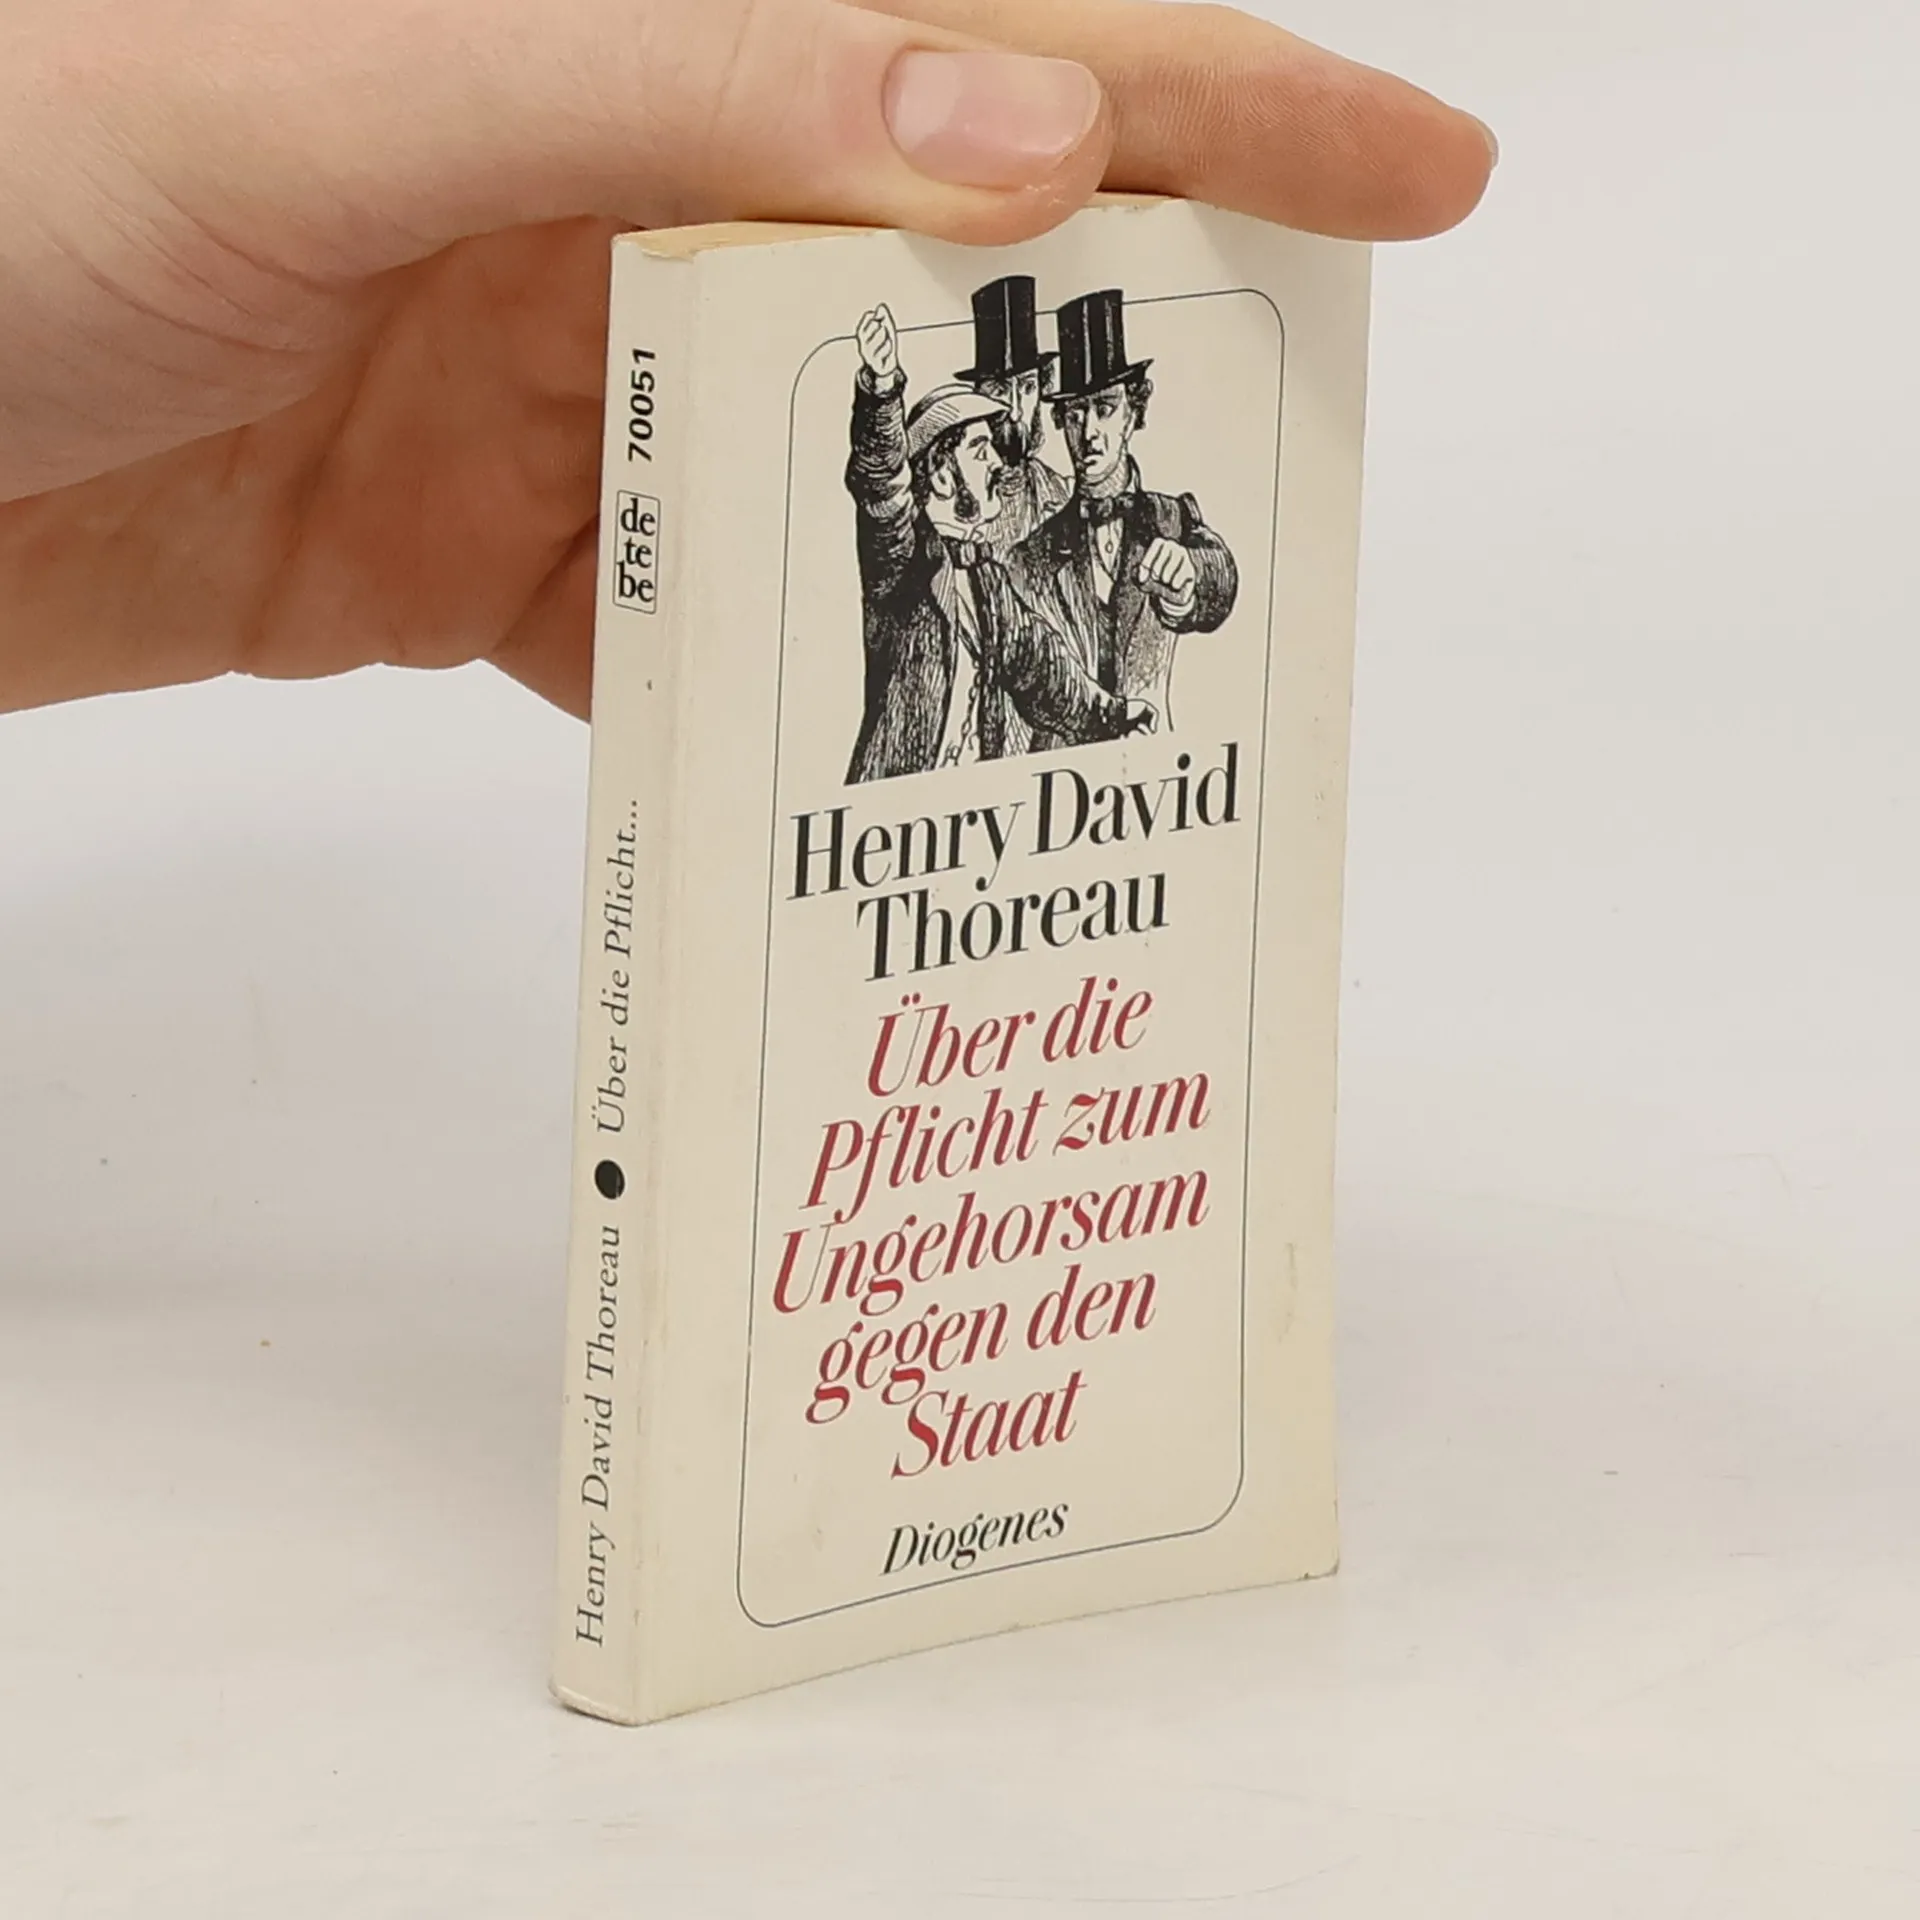 70051
de
te
be
Henry David Thoreau ● Über die Pflicht...
Henry David
Thoreau
Über die
Pflicht zum
Ungehorsam
gegen den
Staat
Diogenes